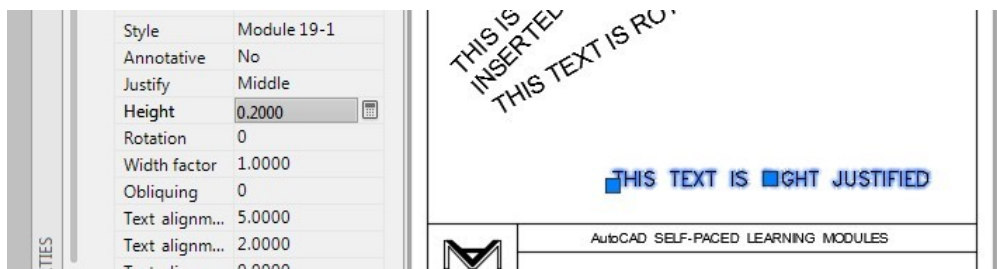 Style Module 19-1
Annotative No
Justify Middle
Height 0.2000
Rotation 0
Width factor 1.0000
Obliquing 0
Text alignm... 5.0000
Text alignm... 2.0000
THIS IS
INSERTED
THIS TEXT IS ROT
THIS TEXT IS GHT JUSTIFIED
AutoCAD SELF-PACED LEARNING MODULES